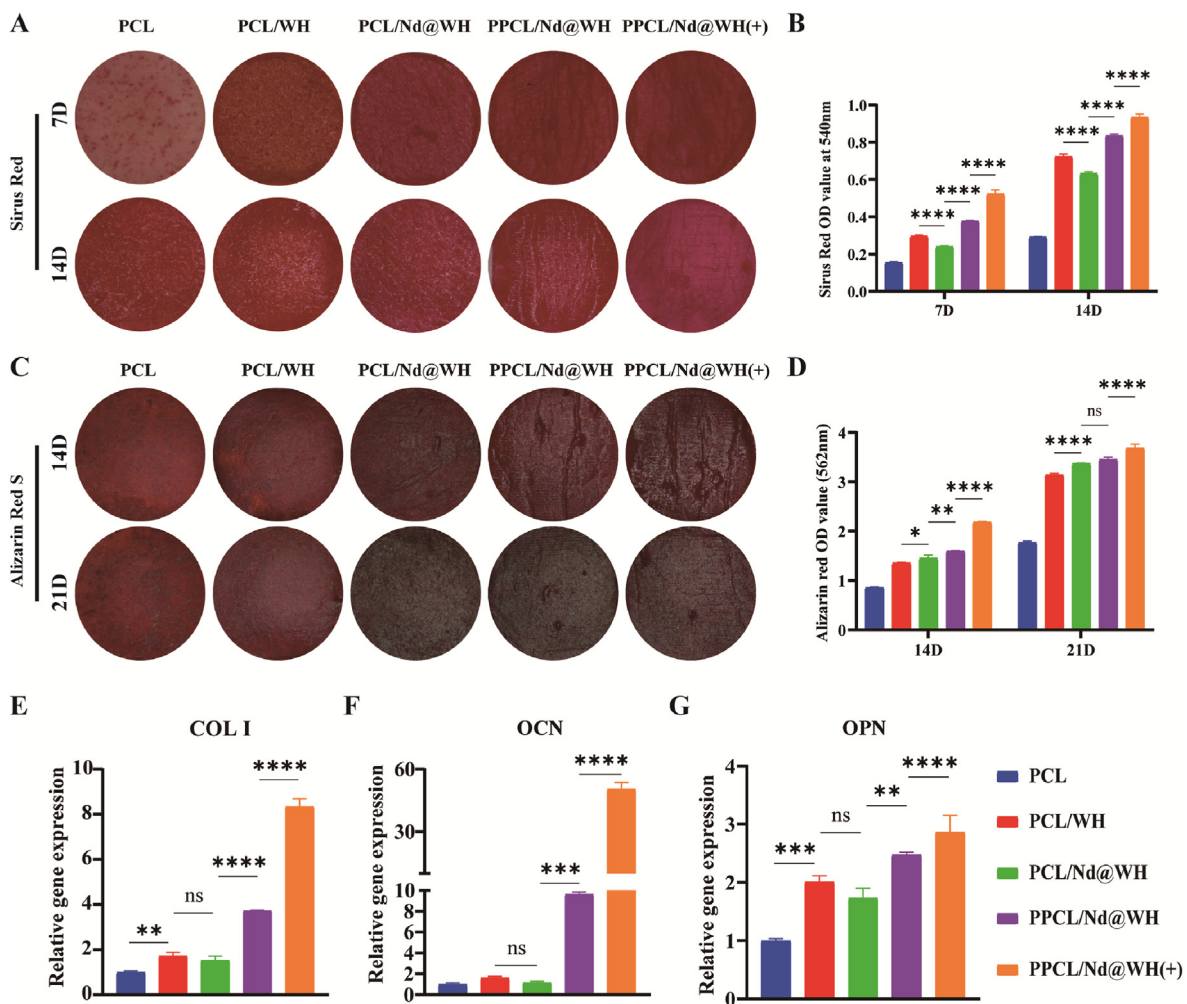 A
PCL
PCL/WH
PCL/Nd@WH
PPCL/Nd@WH
PPCL/Nd@WH(+)
Sirus Red
7D
14D
B
Sirus Red OD value at 540nm
1.0
0.8
0.6
0.4
0.2
0.0
****
****
****
****
****
****
7D
14D
C
PCL
PCL/WH
PCL/Nd@WH
PPCL/Nd@WH
PPCL/Nd@WH(+)
Alizarin Red S
14D
21D
D
Alizarin red OD value (562nm)
4
3
2
1
0
*
**
****
****
ns
****
14D
21D
E
COL I
Relative gene expression
10
8
6
4
2
0
**
ns
****
****
F
OCN
Relative gene expression
60
30
10
8
6
4
2
0
ns
***
****
G
OPN
Relative gene expression
4
3
2
1
0
***
ns
**
****
PCL
PCL/WH
PCL/Nd@WH
PPCL/Nd@WH
PPCL/Nd@WH(+)